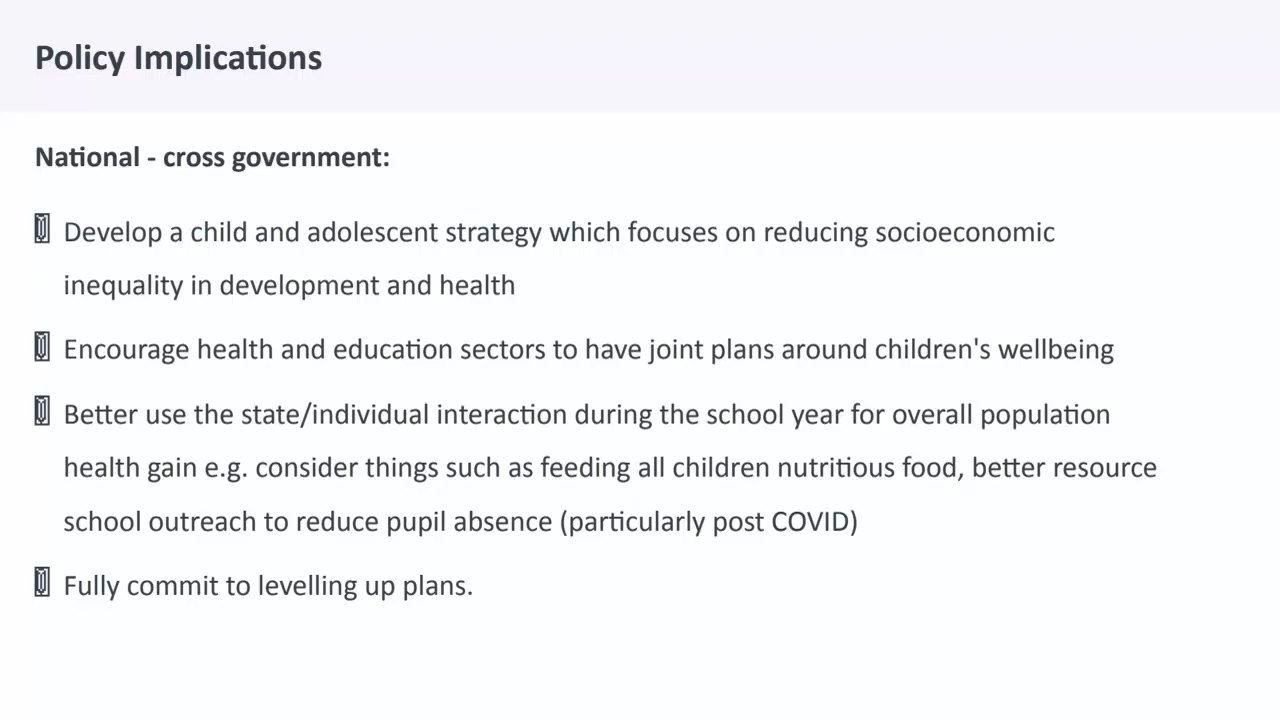 Policy Implications
National - cross government:
Develop a child and adolescent strategy which focuses on reducing socioeconomic
inequality in development and health
Encourage health and education sectors to have joint plans around children's wellbeing
Better use the state/individual interaction during the school year for overall population
health gain e.g. consider things such as feeding all children nutritious food, better resource
school outreach to reduce pupil absence (particularly post COVID)
Fully commit to levelling up plans.